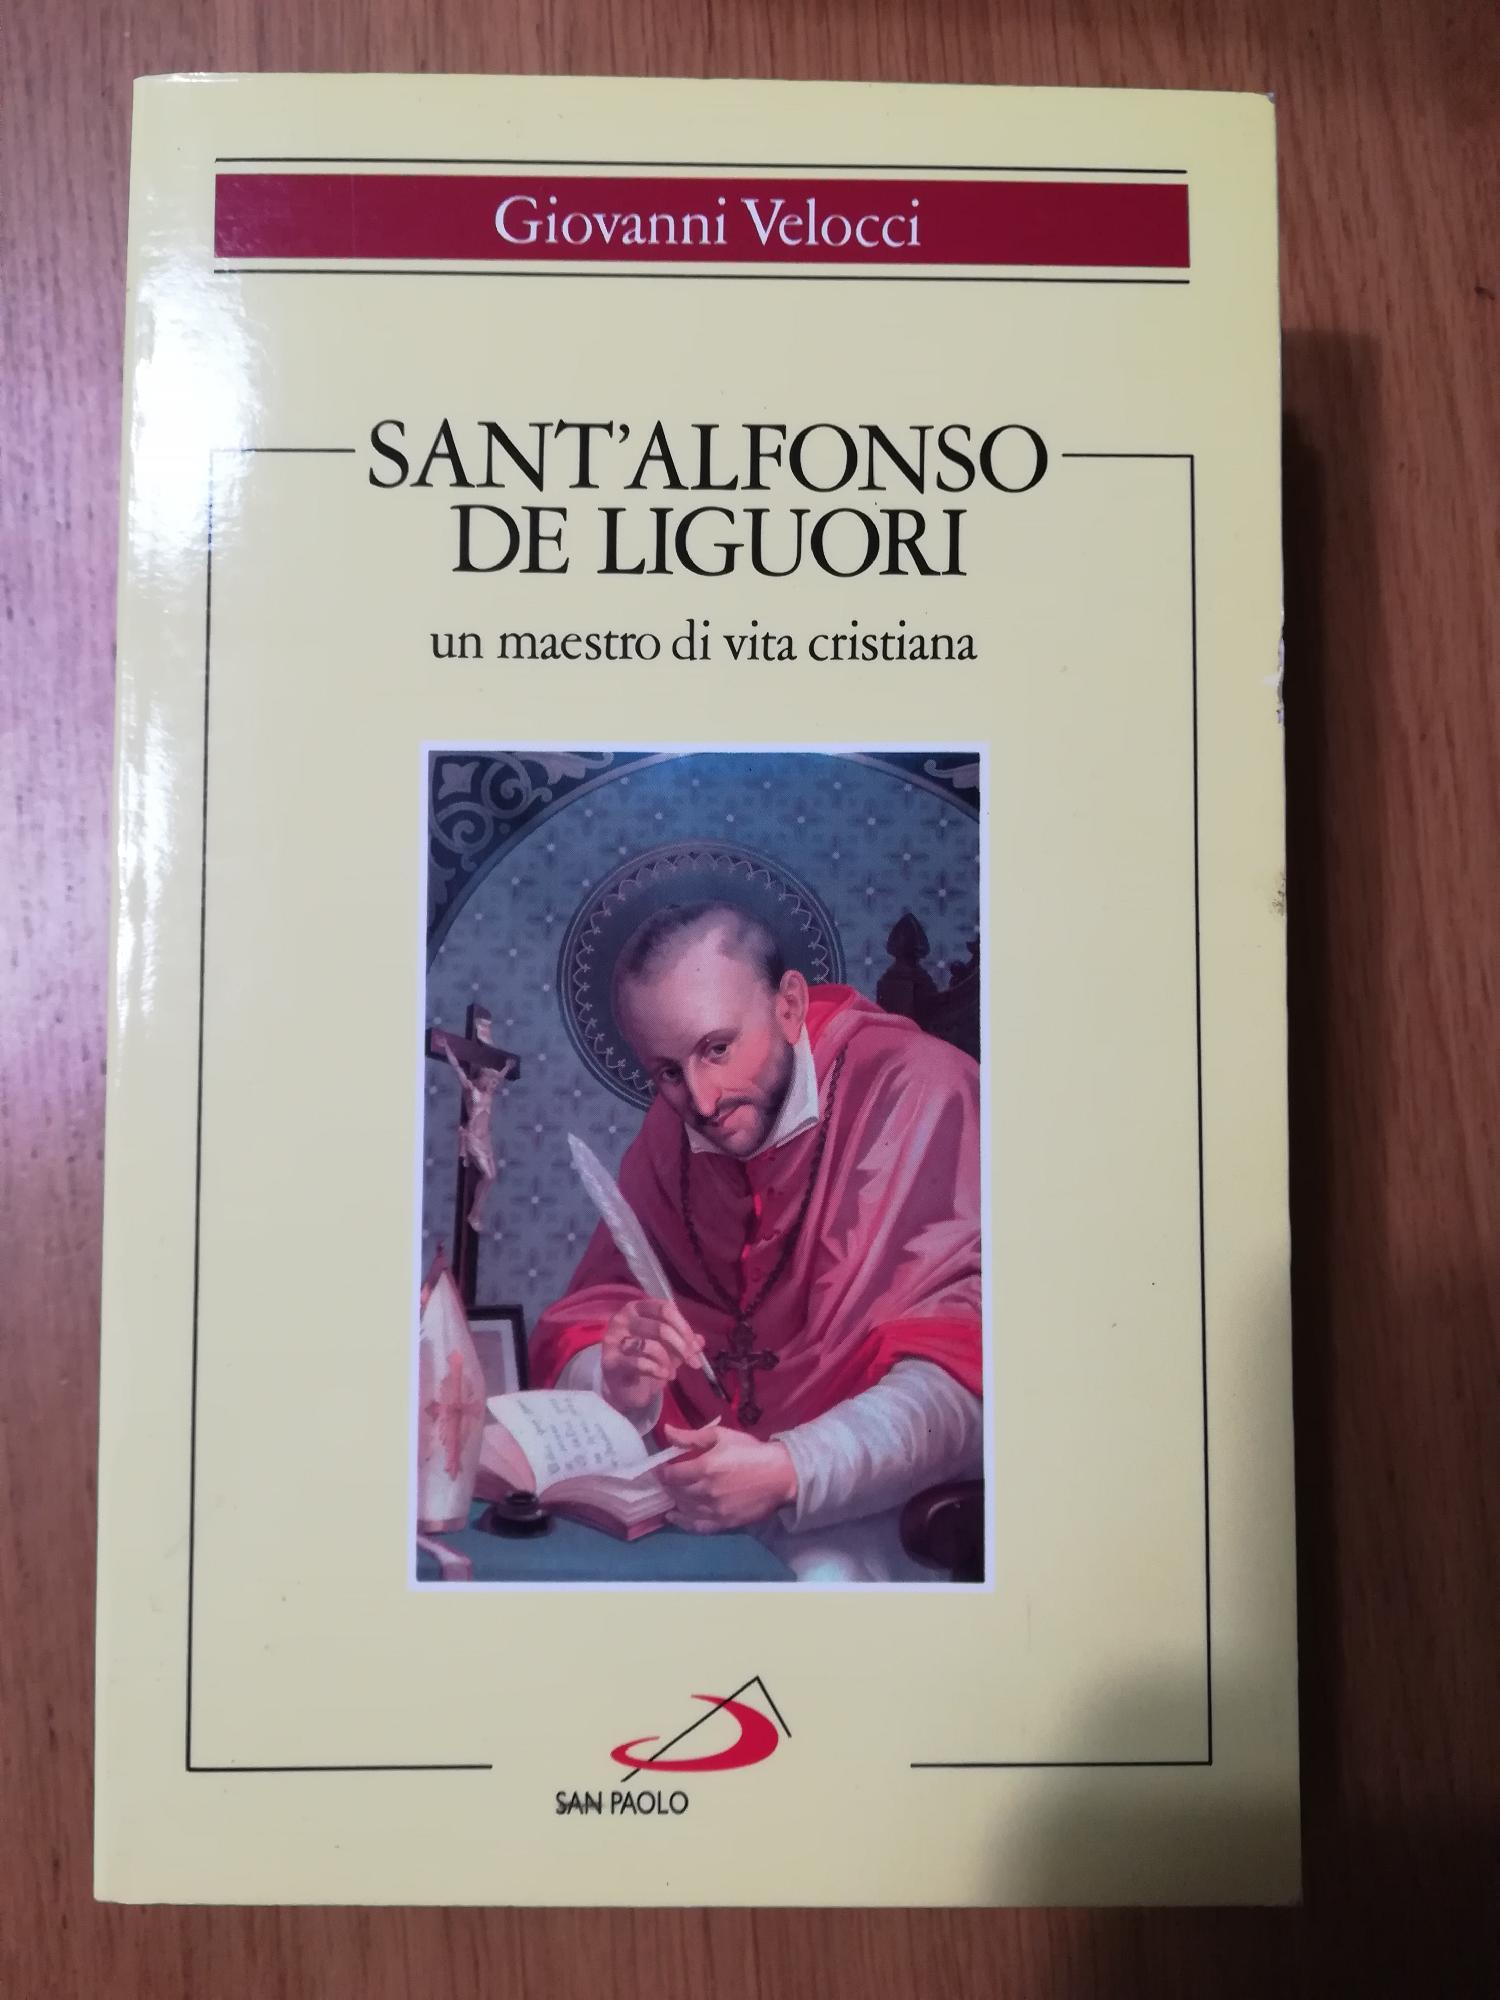 Giovanni Velocci
SANT'ALFONSO
DE LIGUORI
un maestro di vita cristiana
SAN PAOLO